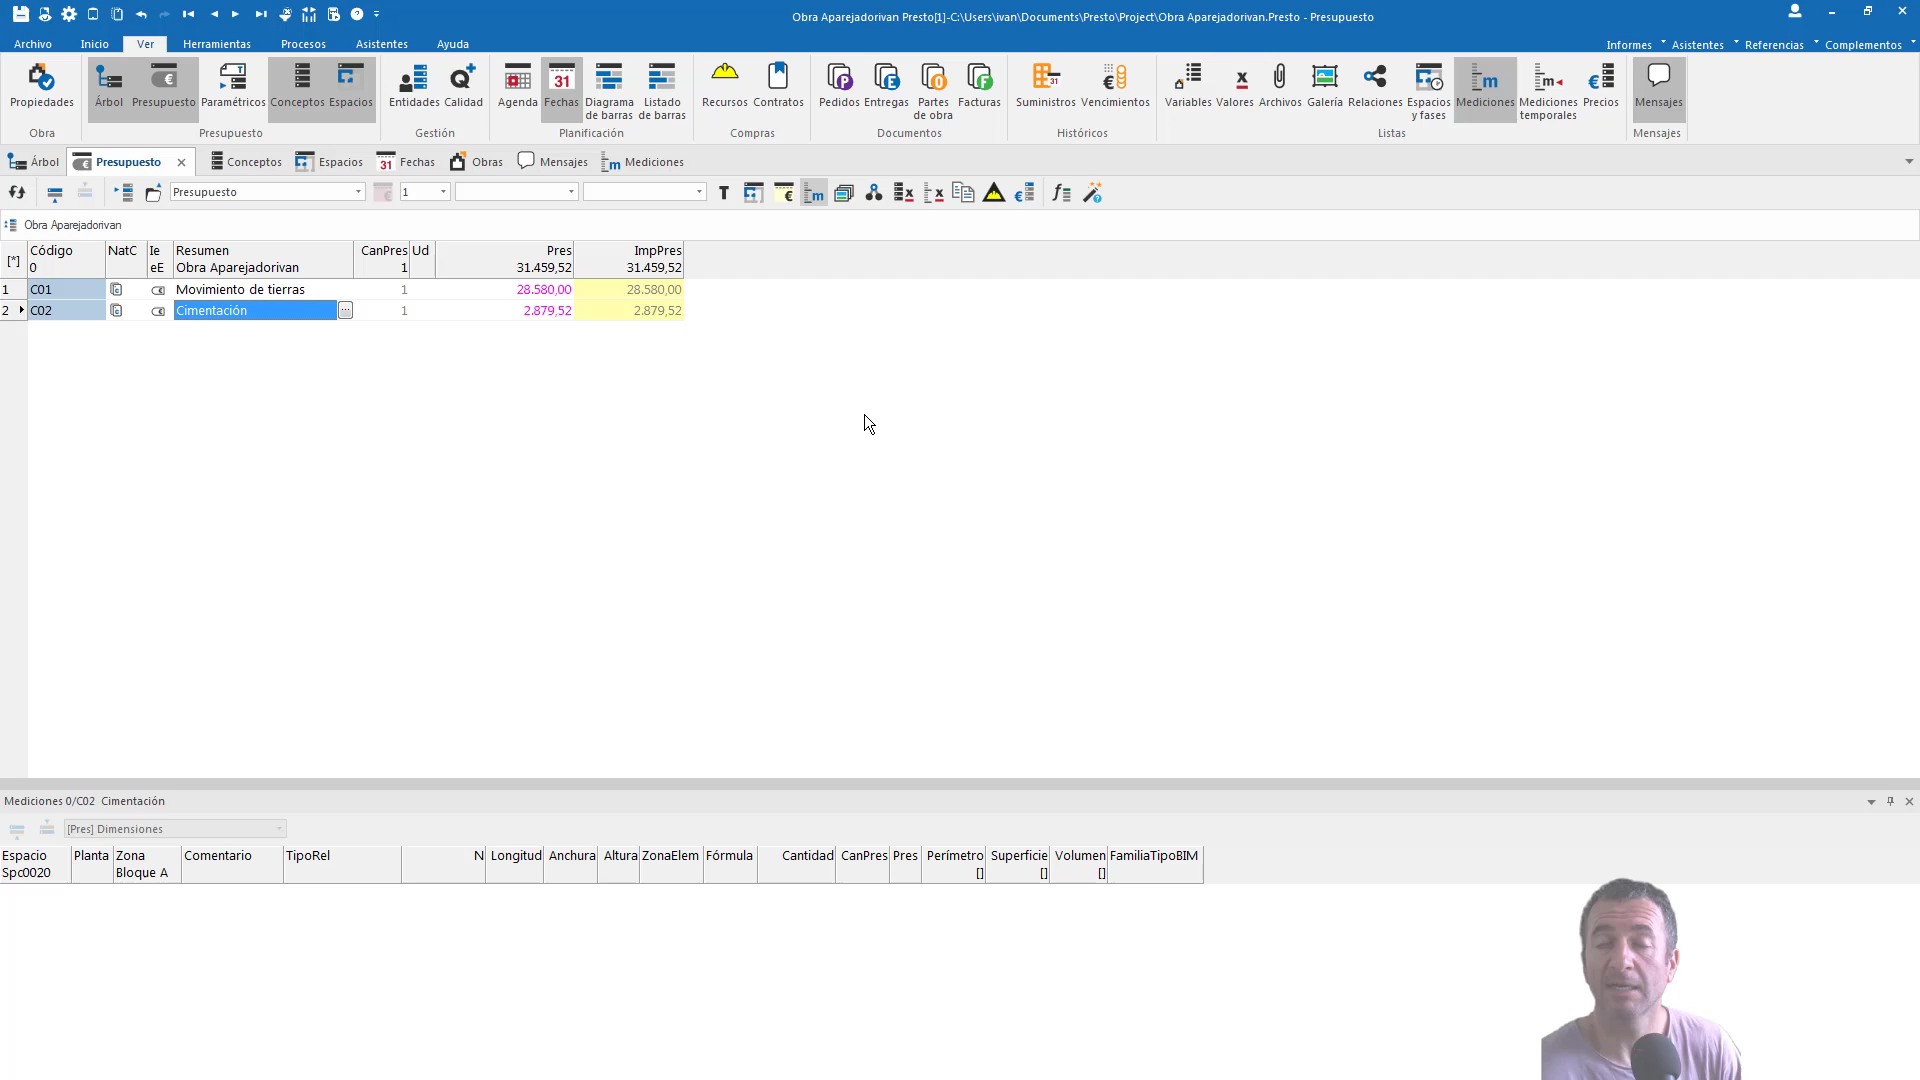 Obra Aparejadorivan Presto[1]-C:\Users\ivan\Documents\Presto\Project\Obra Aparejadorivan.Presto - Presupuesto
Archivo Inicio Ver Herramientas Procesos Asistentes Ayuda Informes Asistentes Referencias Complementos
Propiedades Árbol Presupuesto Paramétricos Conceptos Espacios Entidades Calidad Agenda Fechas Diagrama de barras Listado de barras Recursos Contratos Pedidos Entregas Partes de obra Facturas Suministros Vencimientos Variables Valores Archivos Galería Relaciones Espacios y fases Mediciones Mediciones temporales Precios Mensajes
Obra Presupuesto Gestión Planificación Compras Documentos Históricos Listas Mensajes
Árbol Presupuesto Conceptos Espacios 31 Fechas Obras Mensajes Mediciones
Presupuesto 1
Obra Aparejadorivan
[*] Código NatC Ie Resumen CanPres Ud Pres ImpPres
0 eE Obra Aparejadorivan 1 31.459,52 31.459,52
1 C01 Movimiento de tierras 1 28.580,00 28.580,00
2 C02 Cimentación ... 1 2.879,52 2.879,52
Mediciones 0/C02 Cimentación
[Pres] Dimensiones
Espacio Planta Zona Comentario TipoRel N Longitud Anchura Altura ZonaElem Fórmula Cantidad CanPres Pres Perímetro Superficie Volumen FamiliaTipoBIM
Spc0020 Bloque A [] [] []